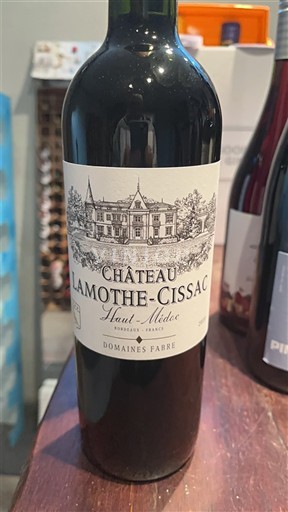 CHÂTEAU
LAMOTHE-CISSAC
Haut-Médoc
BORDEAUX - FRANCE
DOMAINES FABRE